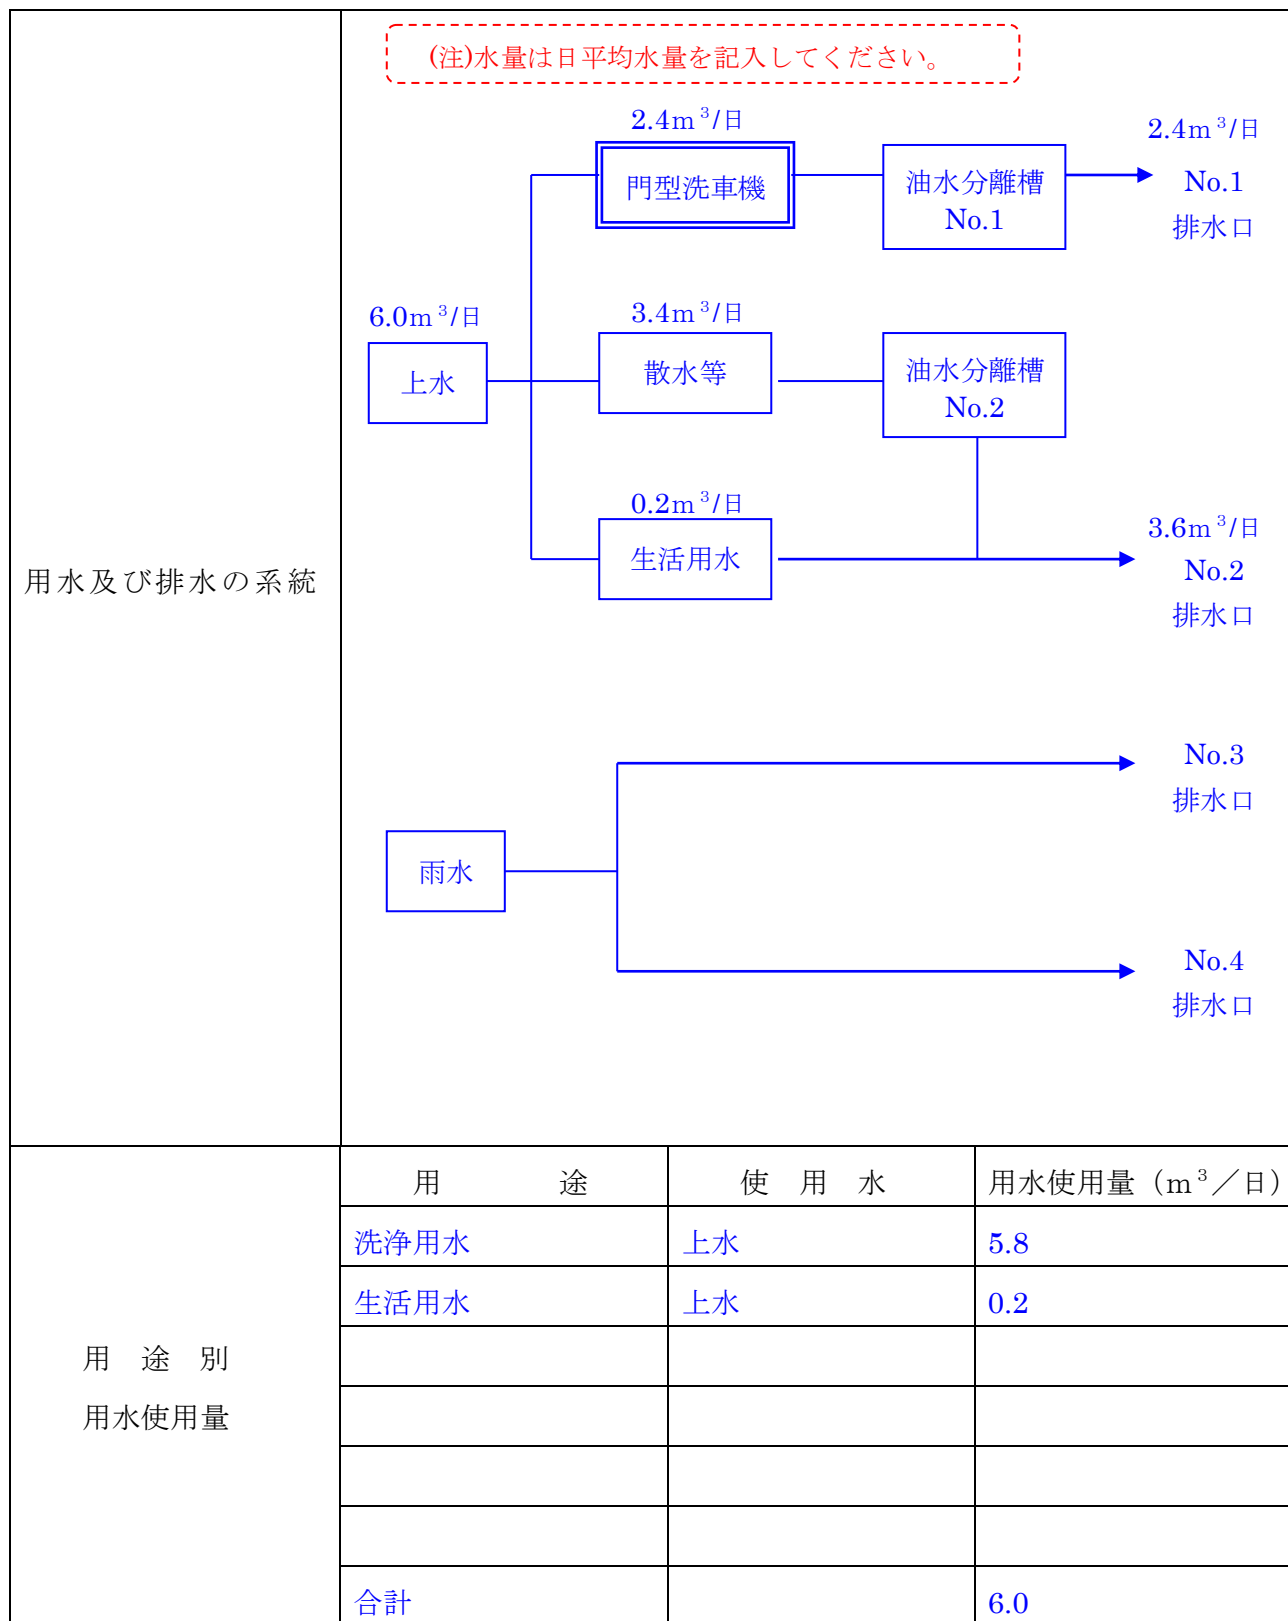 (注)水量は日平均水量を記入してください。
2.4m³/日
2.4m³/日
門型洗車機
油水分離槽
No.1
No.1
排水口
6.0m³/日
3.4m³/日
上水
散水等
油水分離槽
No.2
0.2m³/日
生活用水
3.6m³/日
No.2
排水口
用水及び排水の系統
No.3
排水口
雨水
No.4
排水口
用　途　別
用水使用量
用　　　　途　使　用　水　用水使用量（m³／日）
洗浄用水　上水　5.8
生活用水　上水　0.2
合計　6.0